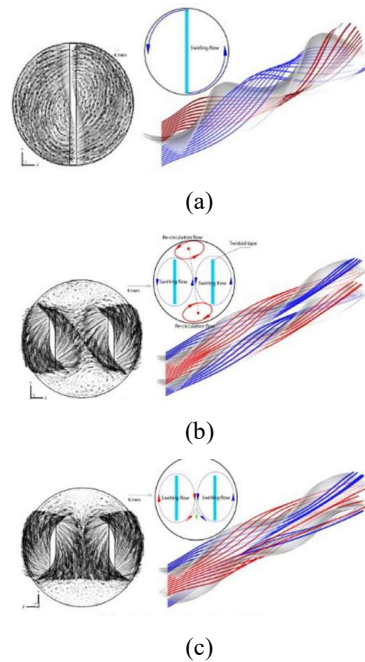 Swirling flow
(a)
Re-circulation flow
Twisted tape
Swirling flow
Swirling flow
Re-circulation flow
(b)
Swirling flow
Swirling flow
(c)